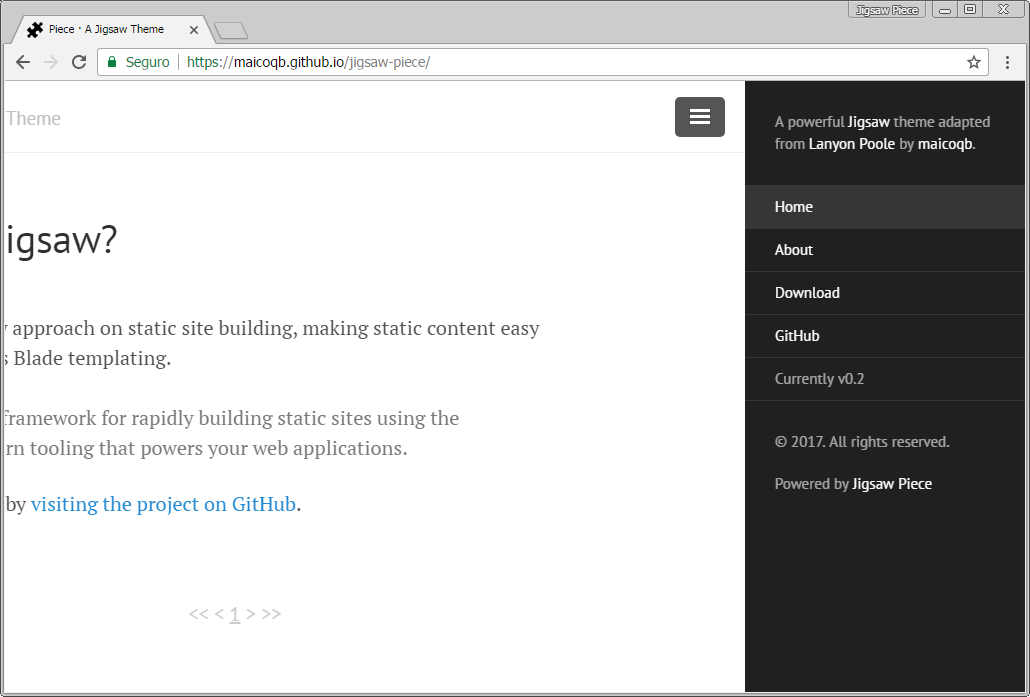 Jigsaw Piece
Piece · A Jigsaw Theme
Seguro https://maicoqb.github.io/jigsaw-piece/
Theme
igsaw?
approach on static site building, making static content easy
s Blade templating.
framework for rapidly building static sites using the
rn tooling that powers your web applications.
by visiting the project on GitHub.
<< < 1 > >>
A powerful Jigsaw theme adapted
from Lanyon Poole by maicoqb.
Home
About
Download
GitHub
Currently v0.2
© 2017. All rights reserved.
Powered by Jigsaw Piece